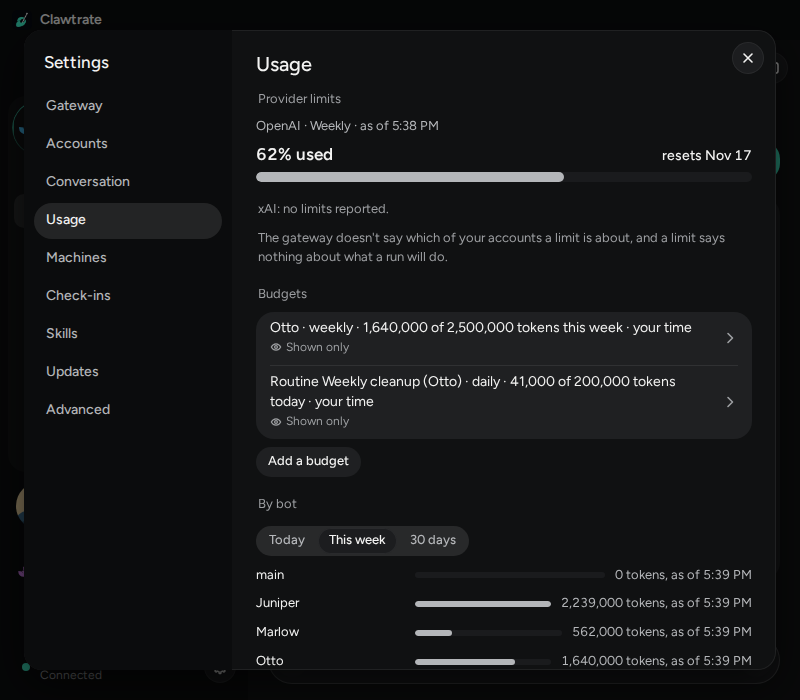 Clawtrate
Settings
Gateway
Accounts
Conversation
Usage
Machines
Check-ins
Skills
Updates
Advanced
Connected
Usage
Provider limits
OpenAI · Weekly · as of 5:38 PM
62% used
resets Nov 17
xAI: no limits reported.
The gateway doesn't say which of your accounts a limit is about, and a limit says
nothing about what a run will do.
Budgets
Otto · weekly · 1,640,000 of 2,500,000 tokens this week · your time
Shown only
Routine Weekly cleanup (Otto) · daily · 41,000 of 200,000 tokens
today · your time
Shown only
Add a budget
By bot
Today This week 30 days
main 0 tokens, as of 5:39 PM
Juniper 2,239,000 tokens, as of 5:39 PM
Marlow 562,000 tokens, as of 5:39 PM
Otto 1,640,000 tokens, as of 5:39 PM